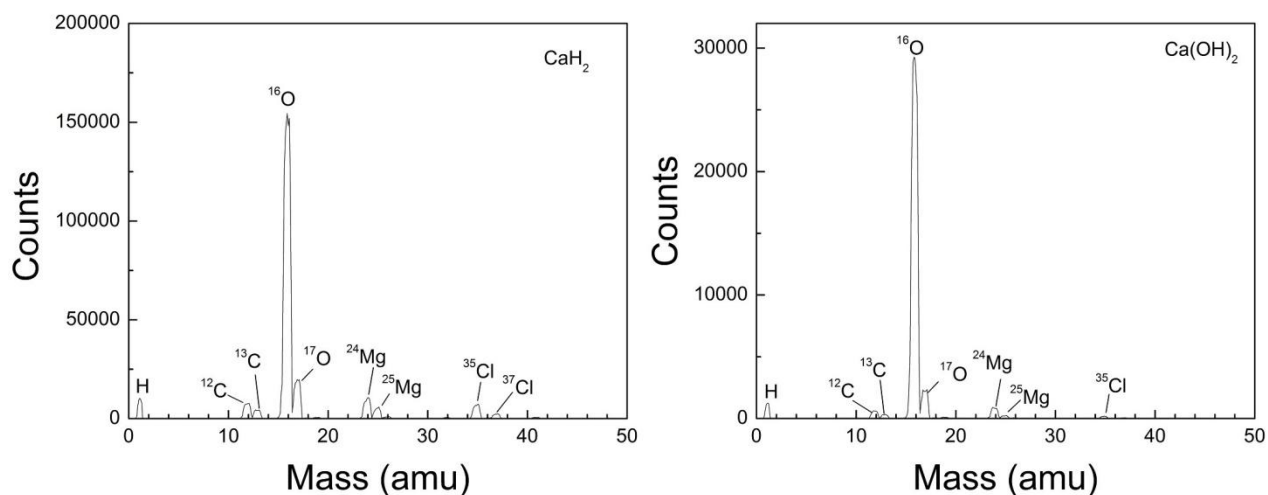 200000
150000
100000
50000
0
Counts
CaH₂
¹⁶O
H
¹²C
¹³C
¹⁷O
²⁴Mg
²⁵Mg
³⁵Cl
³⁷Cl
0 10 20 30 40 50
Mass (amu)
30000
20000
10000
0
Counts
Ca(OH)₂
¹⁶O
H
¹²C
¹³C
¹⁷O
²⁴Mg
²⁵Mg
³⁵Cl
0 10 20 30 40 50
Mass (amu)